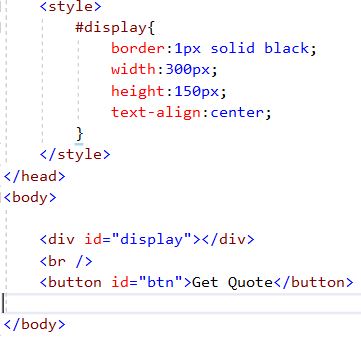 <style>
#display{
border:1px solid black;
width:300px;
height:150px;
text-align:center;
}
</style>
</head>
<body>
<div id="display"></div>
<br />
<button id="btn">Get Quote</button>
</body>